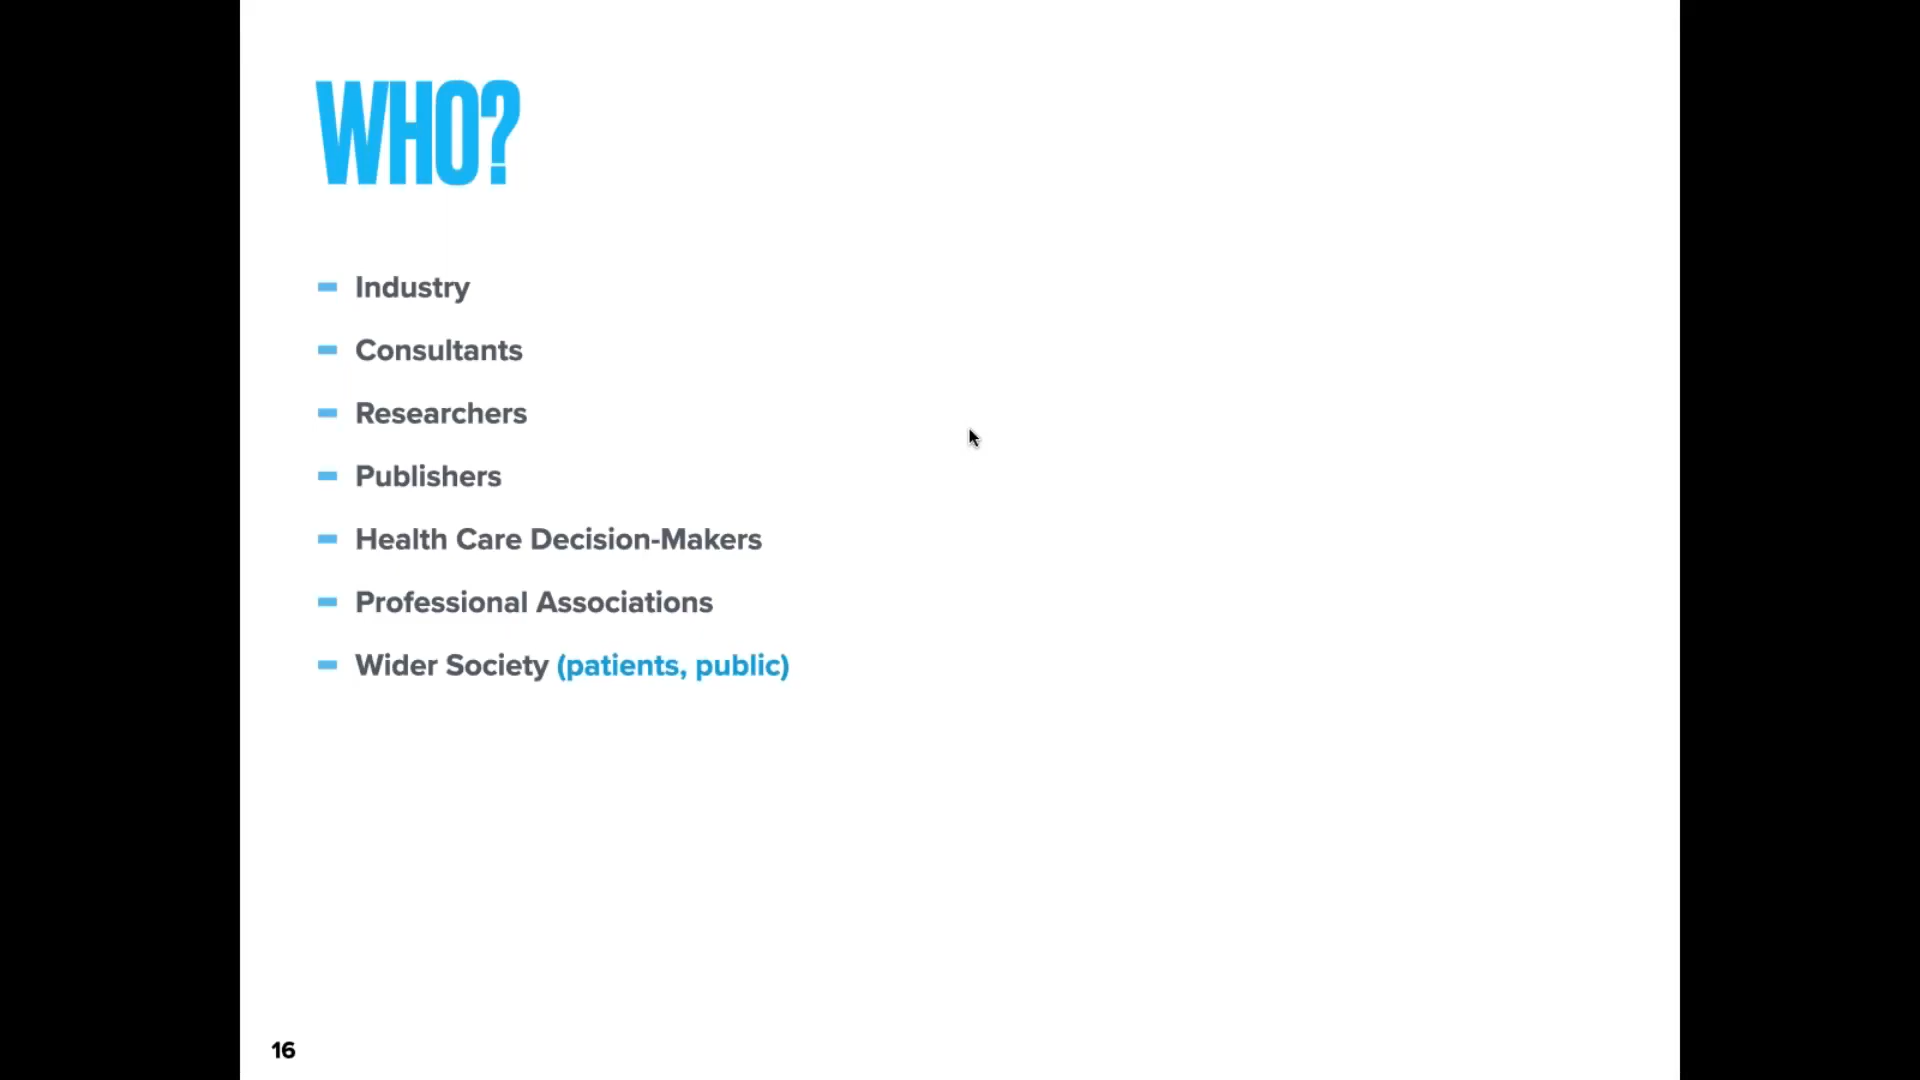 WHO?
Industry
Consultants
Researchers
Publishers
Health Care Decision-Makers
Professional Associations
Wider Society (patients, public)
16